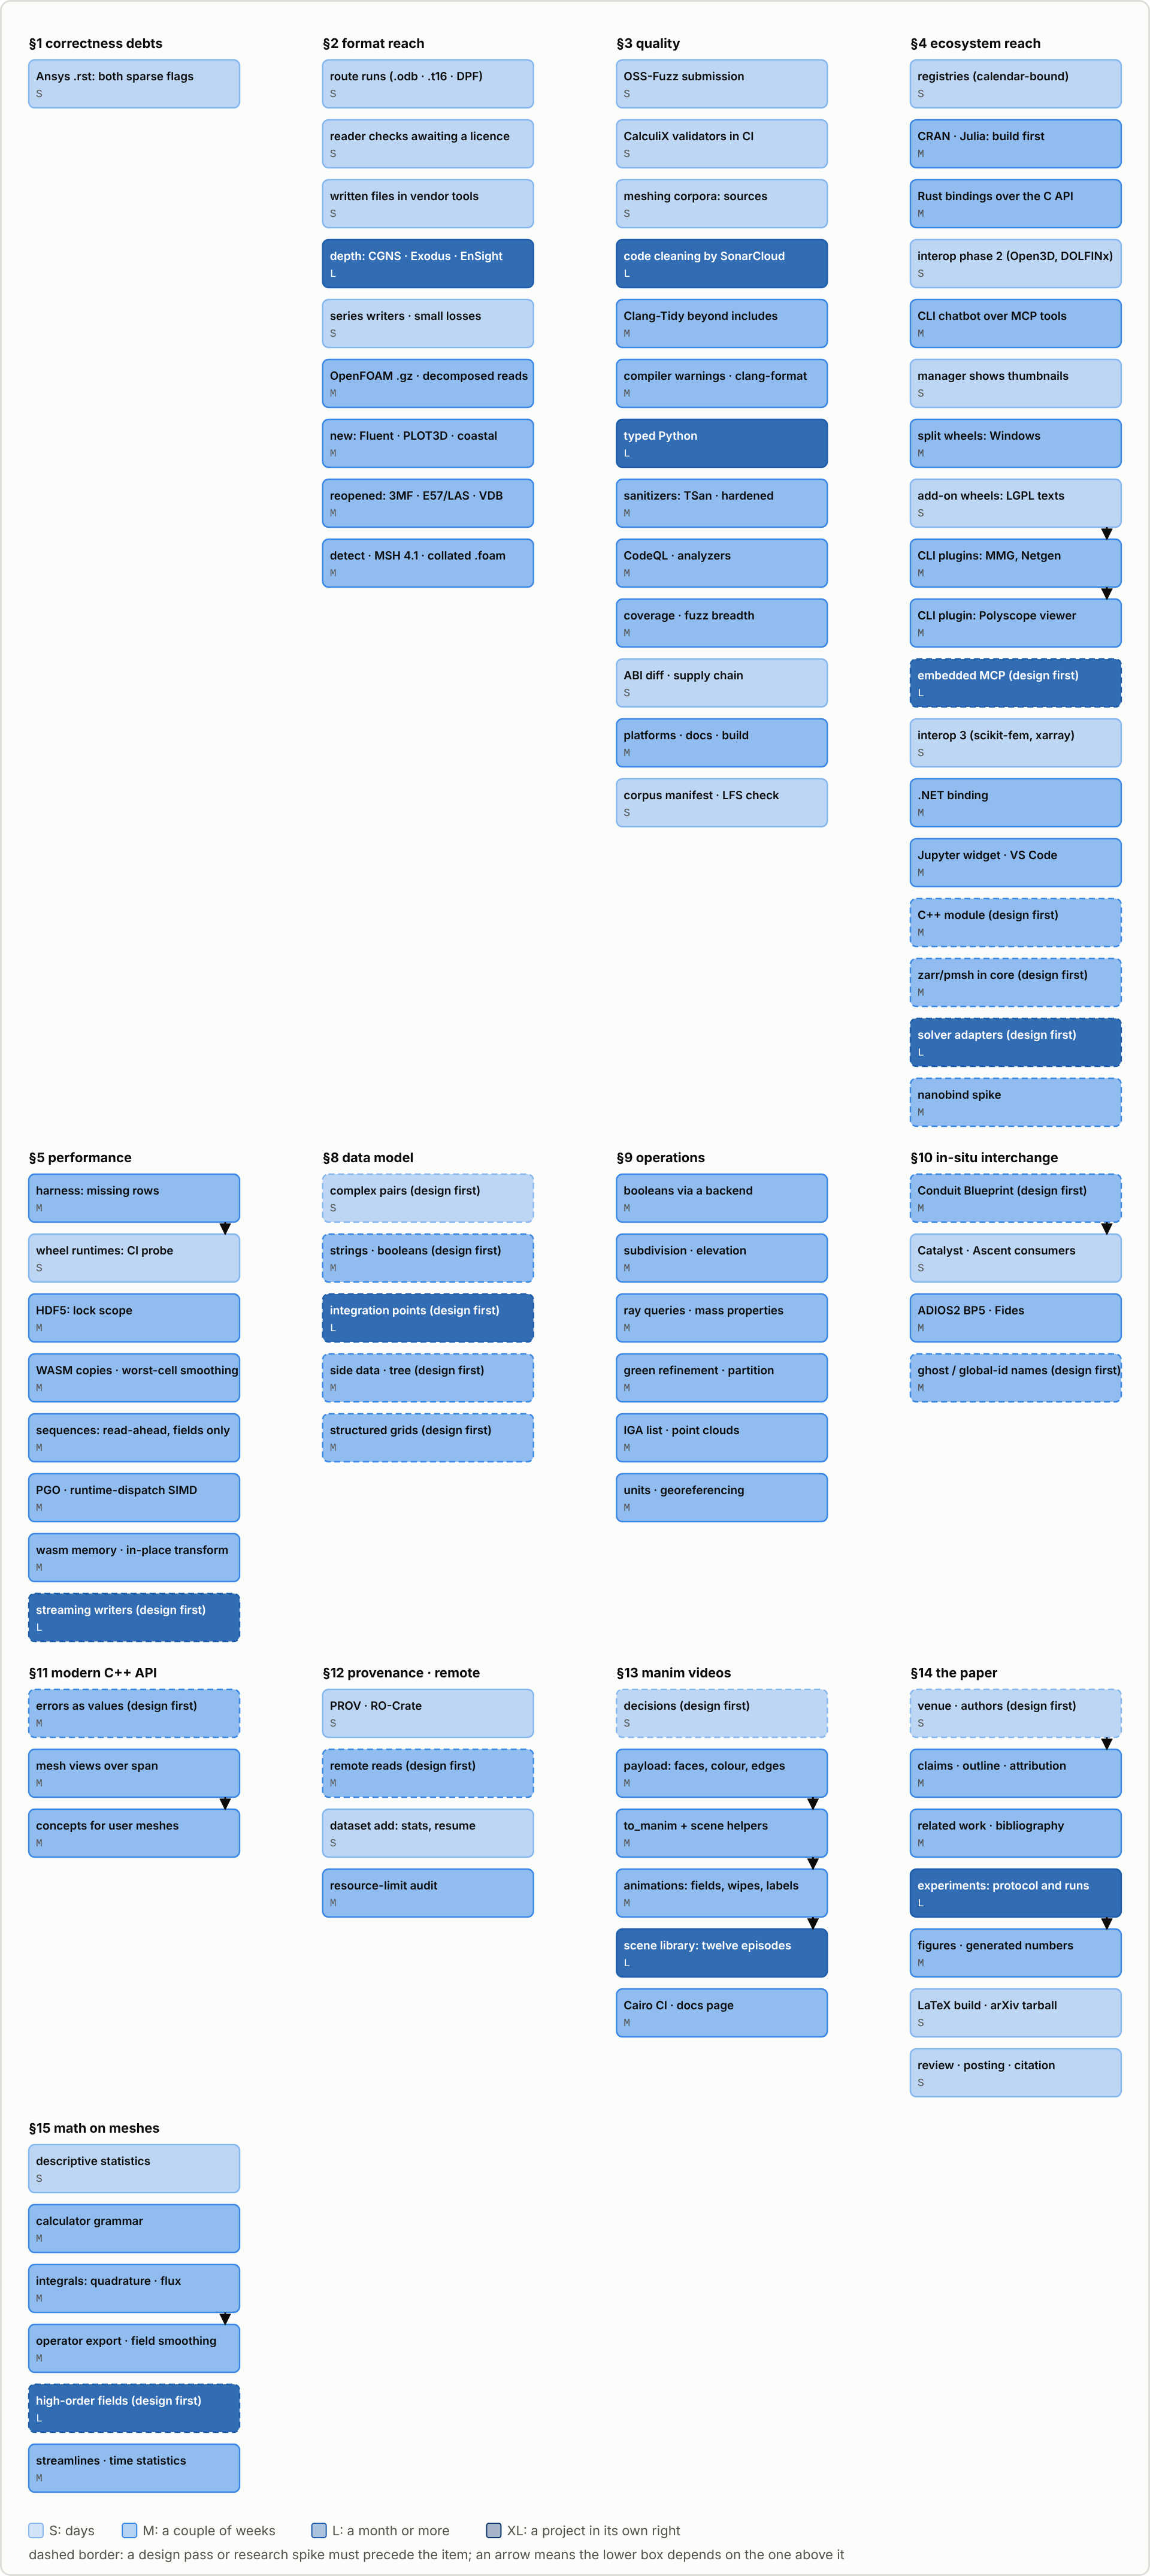 §1 correctness debts
Ansys .rst: both sparse flags
S
§2 format reach
route runs (.odb · .t16 · DPF)
S
reader checks awaiting a licence
S
written files in vendor tools
S
depth: CGNS · Exodus · EnSight
L
series writers · small losses
S
OpenFOAM .gz · decomposed reads
M
new: Fluent · PLOT3D · coastal
M
reopened: 3MF · E57/LAS · VDB
M
detect · MSH 4.1 · collated .foam
M
§3 quality
OSS-Fuzz submission
S
CalculiX validators in CI
S
meshing corpora: sources
S
code cleaning by SonarCloud
L
Clang-Tidy beyond includes
M
compiler warnings · clang-format
M
typed Python
L
sanitizers: TSan · hardened
M
CodeQL · analyzers
M
coverage · fuzz breadth
M
ABI diff · supply chain
S
platforms · docs · build
M
corpus manifest · LFS check
S
§4 ecosystem reach
registries (calendar-bound)
S
CRAN · Julia: build first
M
Rust bindings over the C API
M
interop phase 2 (Open3D, DOLFINx)
S
CLI chatbot over MCP tools
M
manager shows thumbnails
S
split wheels: Windows
M
add-on wheels: LGPL texts
S
CLI plugins: MMG, Netgen
M
CLI plugin: Polyscope viewer
M
embedded MCP (design first)
L
interop 3 (scikit-fem, xarray)
S
.NET binding
M
Jupyter widget · VS Code
M
C++ module (design first)
M
zarr/pmsh in core (design first)
M
solver adapters (design first)
L
nanobind spike
M
§5 performance
harness: missing rows
M
wheel runtimes: CI probe
S
HDF5: lock scope
M
WASM copies · worst-cell smoothing
M
sequences: read-ahead, fields only
M
PGO · runtime-dispatch SIMD
M
wasm memory · in-place transform
M
streaming writers (design first)
L
§8 data model
complex pairs (design first)
S
strings · booleans (design first)
M
integration points (design first)
L
side data · tree (design first)
M
structured grids (design first)
M
§9 operations
booleans via a backend
M
subdivision · elevation
M
ray queries · mass properties
M
green refinement · partition
M
IGA list · point clouds
M
units · georeferencing
M
§10 in-situ interchange
Conduit Blueprint (design first)
M
Catalyst · Ascent consumers
S
ADIOS2 BP5 · Fides
M
ghost / global-id names (design first)
M
§11 modern C++ API
errors as values (design first)
M
mesh views over span
M
concepts for user meshes
M
§12 provenance · remote
PROV · RO-Crate
S
remote reads (design first)
M
dataset add: stats, resume
S
resource-limit audit
M
§13 manim videos
decisions (design first)
S
payload: faces, colour, edges
M
to_manim + scene helpers
M
animations: fields, wipes, labels
M
scene library: twelve episodes
L
Cairo CI · docs page
M
§14 the paper
venue · authors (design first)
S
claims · outline · attribution
M
related work · bibliography
M
experiments: protocol and runs
L
figures · generated numbers
M
LaTeX build · arXiv tarball
S
review · posting · citation
S
§15 math on meshes
descriptive statistics
S
calculator grammar
M
integrals: quadrature · flux
M
operator export · field smoothing
M
high-order fields (design first)
L
streamlines · time statistics
M
S: days
M: a couple of weeks
L: a month or more
XL: a project in its own right
dashed border: a design pass or research spike must precede the item; an arrow means the lower box depends on the one above it